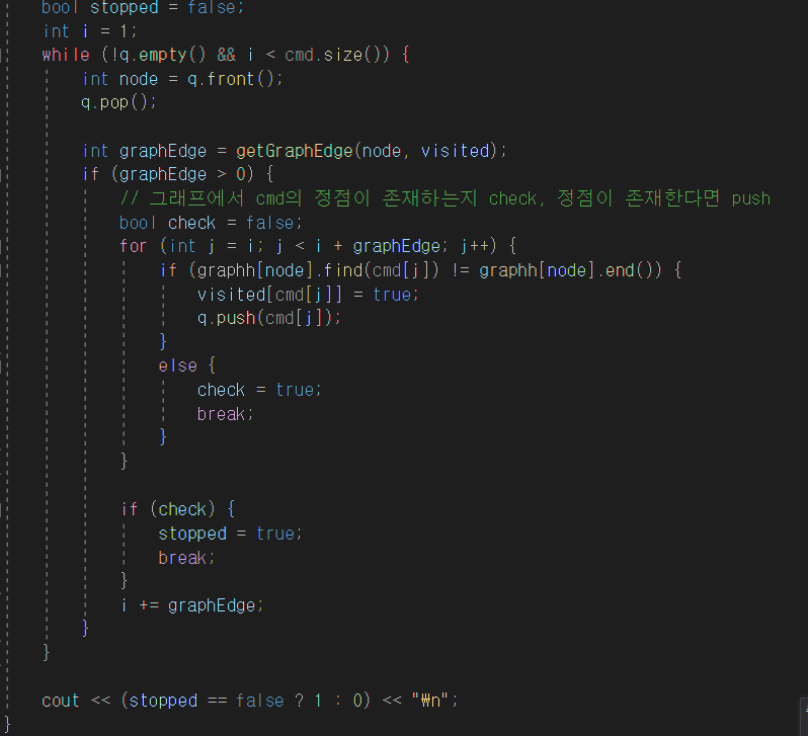 bool stopped = false;
int i = 1;
while (!q.empty() && i < cmd.size()) {
int node = q.front();
q.pop();
int graphEdge = getGraphEdge(node, visited);
if (graphEdge > 0) {
// 그래프에서 cmd의 정점이 존재하는지 check, 정점이 존재한다면 push
bool check = false;
for (int j = i; j < i + graphEdge; j++) {
if (graphh[node].find(cmd[j]) != graphh[node].end()) {
visited[cmd[j]] = true;
q.push(cmd[j]);
}
else {
check = true;
break;
}
}
if (check) {
stopped = true;
break;
}
i += graphEdge;
}
}
cout << (stopped == false ? 1 : 0) << "₩n";
}